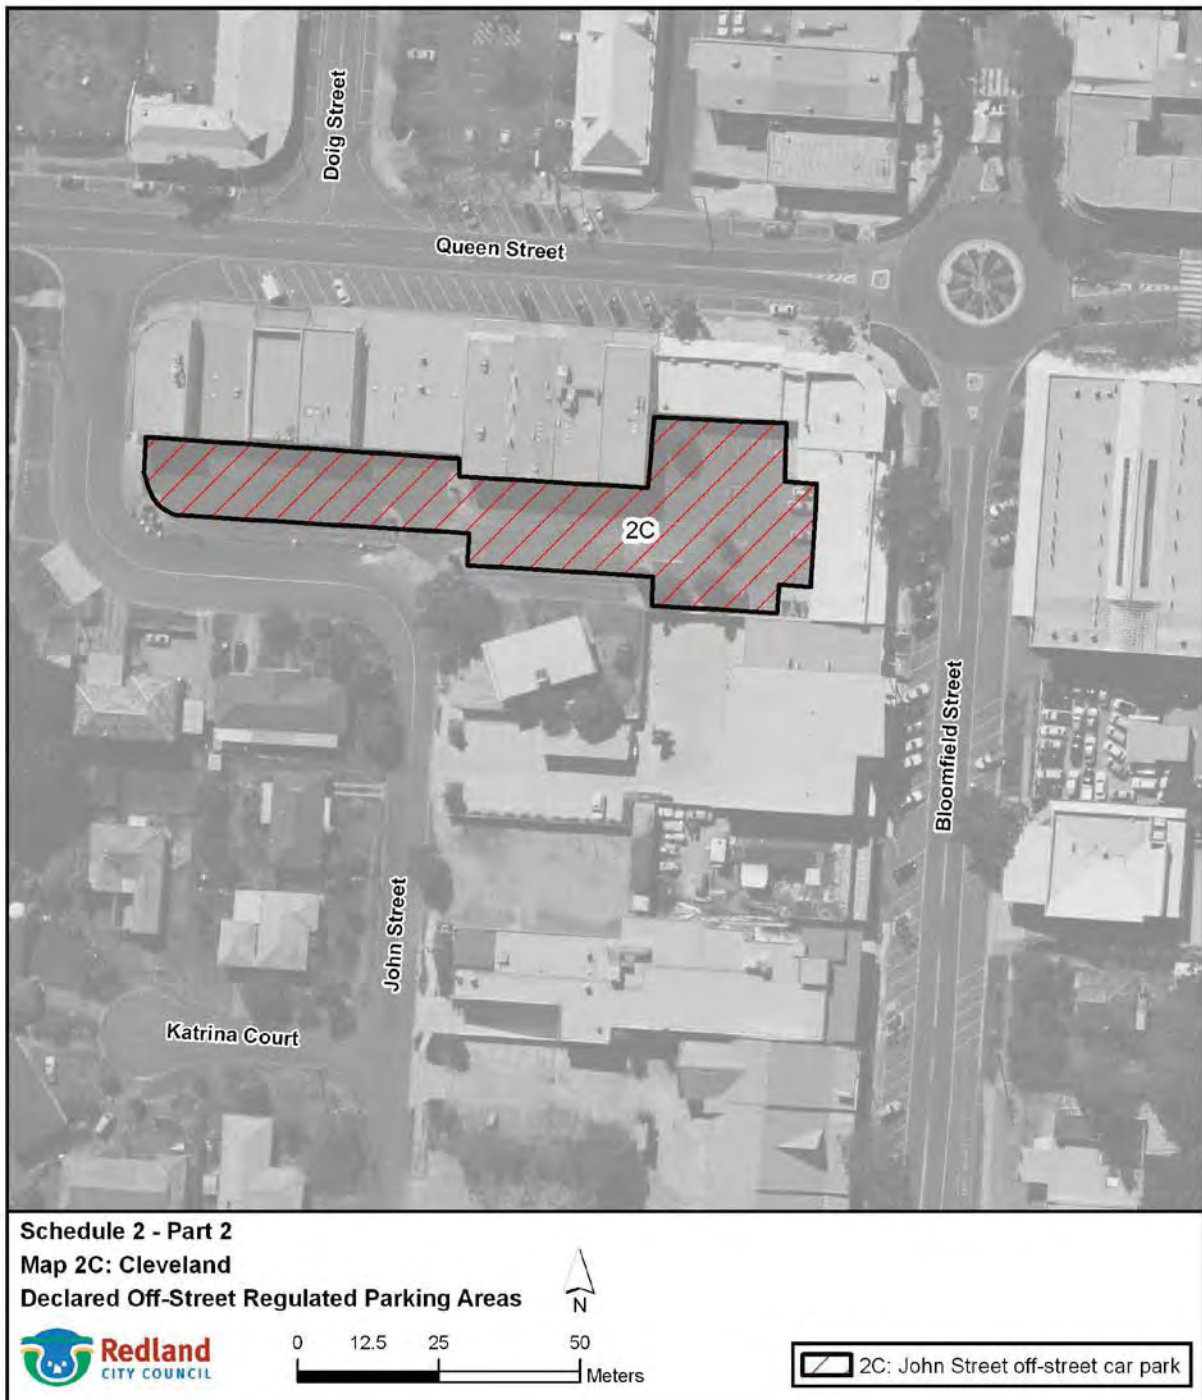 Doig Street
Queen Street
2C
Bloomfield Street
John Street
Katrina Court
Schedule 2 - Part 2
Map 2C: Cleveland
Declared Off-Street Regulated Parking Areas
N
Redland
CITY COUNCIL
0 12.5 25 50
Meters
2C: John Street off-street car park